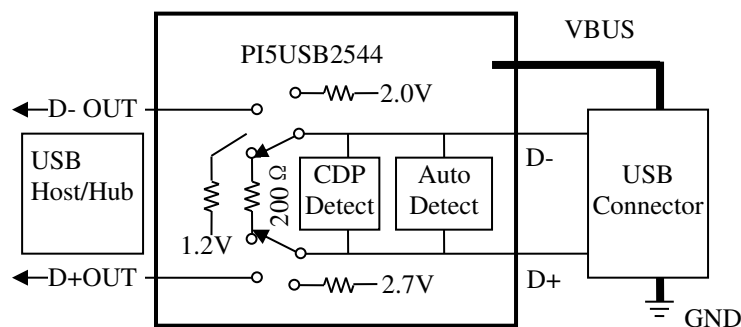 VBUS
PI5USB2544
2.0V
D- OUT
D-
USB
Host/Hub
200 Ω
CDP
Detect
Auto
Detect
USB
Connector
1.2V
D+OUT
2.7V
D+
GND